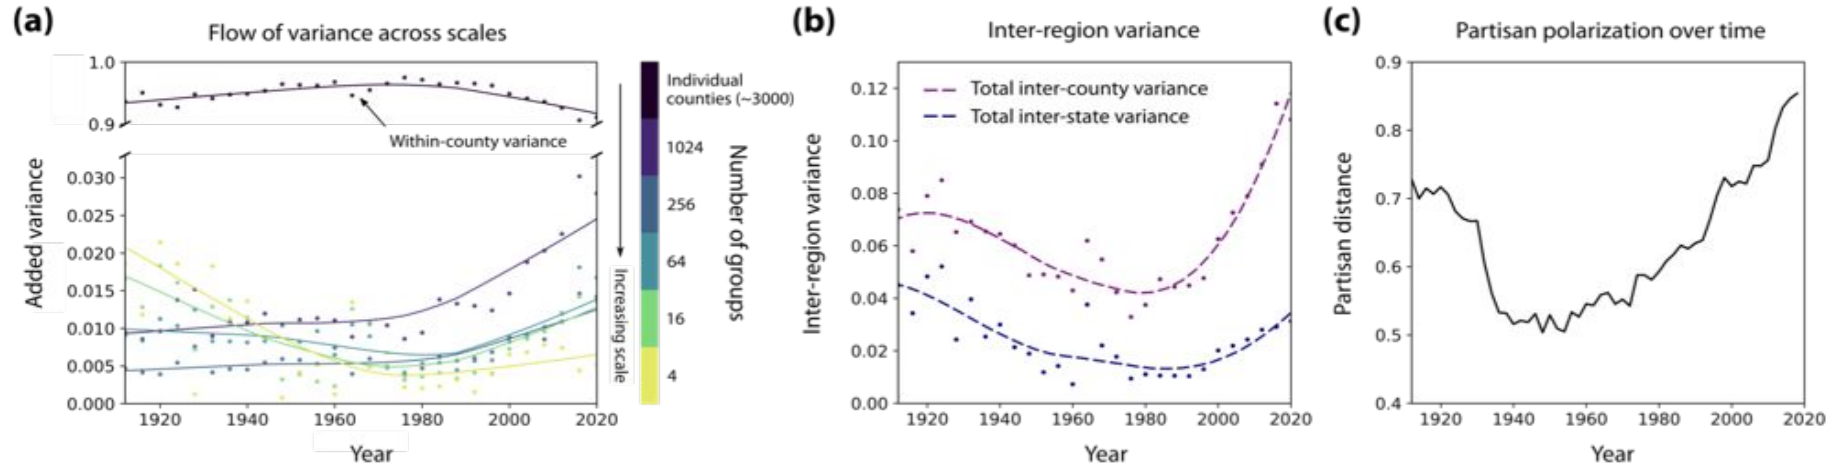 (a)
Flow of variance across scales
1.0
0.9
0.030
0.025
0.020
0.015
0.010
0.005
0.000
Added variance
1920 1940 1960 1980 2000 2020
Year
Within-county variance
Individual
counties (~3000)
1024
256
64
16
4
Number of groups
Increasing scale
(b)
Inter-region variance
Total inter-county variance
Total inter-state variance
0.12
0.10
0.08
0.06
0.04
0.02
0.00
Inter-region variance
1920 1940 1960 1980 2000 2020
Year
(c)
Partisan polarization over time
0.9
0.8
0.7
0.6
0.5
0.4
Partisan distance
1920 1940 1960 1980 2000 2020
Year